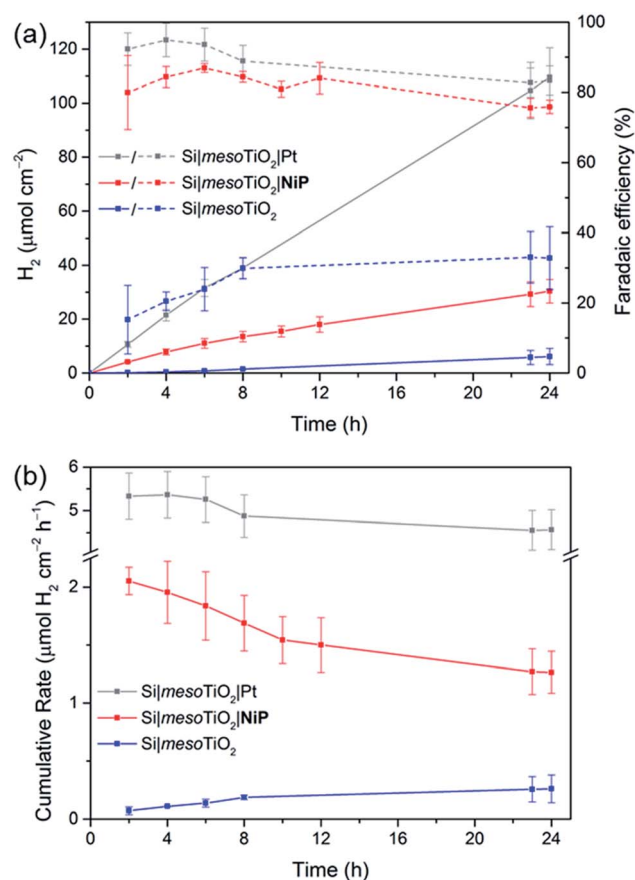 (a)
120
100
80
60
40
20
0
H₂ (μmol cm⁻²)
100
80
60
40
20
0
Faradaic efficiency (%)
/ Si|mesoTiO₂|Pt
/ Si|mesoTiO₂|NiP
/ Si|mesoTiO₂
0 4 8 12 16 20 24
Time (h)
(b)
6
5
2
1
0
Cumulative Rate (μmol H₂ cm⁻² h⁻¹)
Si|mesoTiO₂|Pt
Si|mesoTiO₂|NiP
Si|mesoTiO₂
0 4 8 12 16 20 24
Time (h)